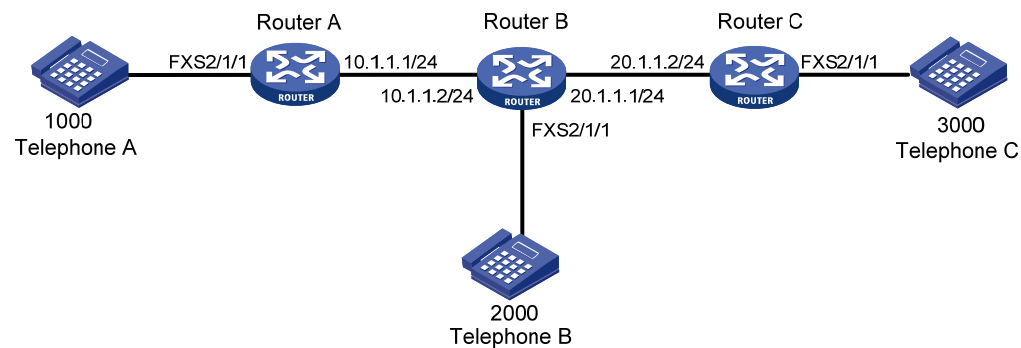 Router A
Router B
Router C
FXS2/1/1
10.1.1.1/24
20.1.1.2/24
FXS2/1/1
ROUTER
10.1.1.2/24
ROUTER
20.1.1.1/24
ROUTER
1000
Telephone A
FXS2/1/1
3000
Telephone C
2000
Telephone B